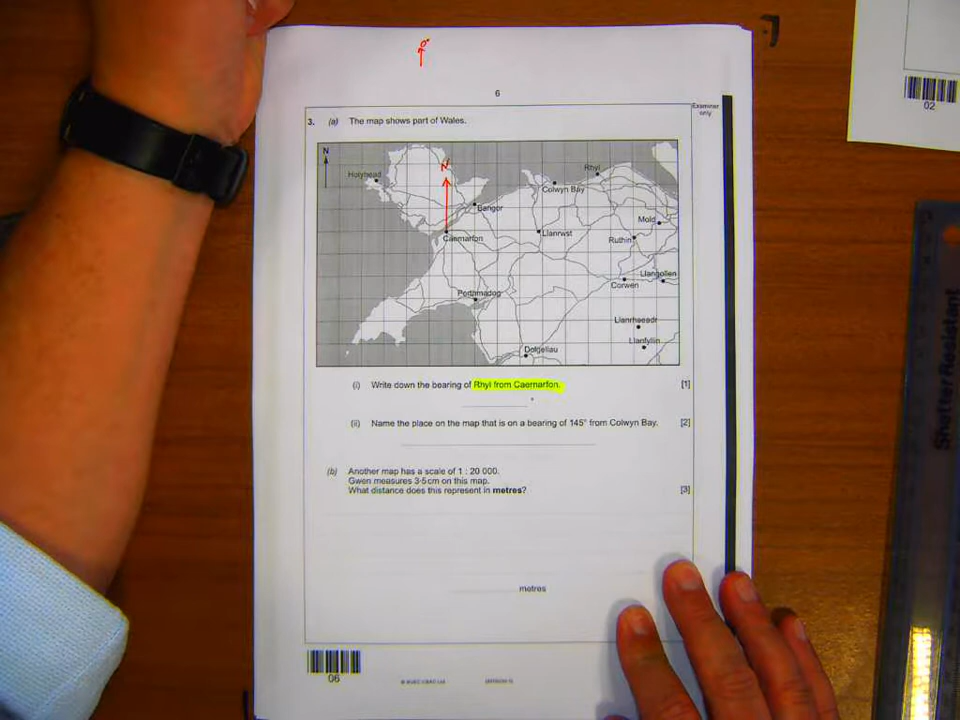 0°
6
Examiner
only
3. (a) The map shows part of Wales.
N
N
Holyhead
Rhyl
Colwyn Bay
Bangor
Mold
Caernarfon
Llanrwst
Ruthin
Llangollen
Corwen
Porthmadog
Llanrhaeadr
Llanfyllin
Dolgellau
(i) Write down the bearing of Rhyl from Caernarfon. [1]
°
(ii) Name the place on the map that is on a bearing of 145° from Colwyn Bay. [2]
(b) Another map has a scale of 1 : 20 000.
Gwen measures 3·5 cm on this map.
What distance does this represent in metres? [3]
metres
06
02
Shatter Resistant